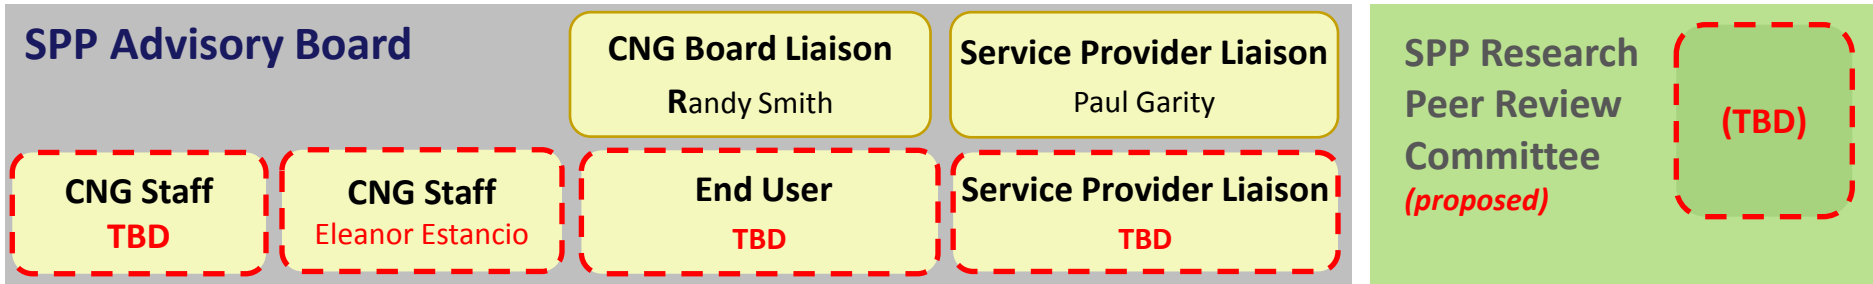 SPP Advisory Board
CNG Board Liaison
Randy Smith
Service Provider Liaison
Paul Garity
CNG Staff
TBD
CNG Staff
Eleanor Estancio
End User
TBD
Service Provider Liaison
TBD
SPP Research
Peer Review
Committee
(proposed)
(TBD)